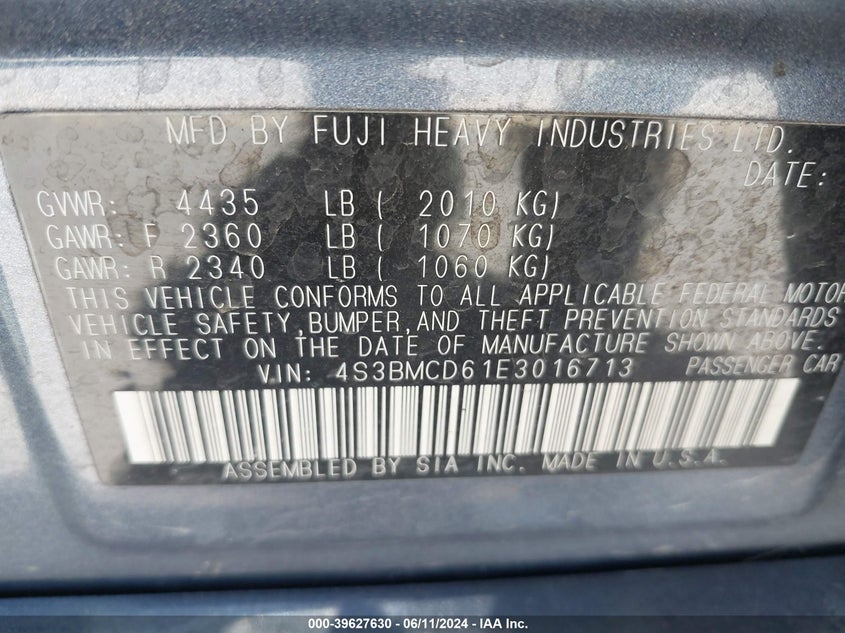 MFD BY FUJI HEAVY INDUSTRIES LTD.
DATE:
GVWR: 4435 LB ( 2010 KG)
GAWR: F 2360 LB ( 1070 KG)
GAWR: R 2340 LB ( 1060 KG)
THIS VEHICLE CONFORMS TO ALL APPLICABLE FEDERAL MOTOR
VEHICLE SAFETY, BUMPER, AND THEFT PREVENTION STANDARDS
IN EFFECT ON THE DATE OF MANUFACTURE SHOWN ABOVE.
VIN: 4S3BMCD61E3016713 PASSENGER CAR
ASSEMBLED BY SIA INC. MADE IN U.S.A.
000-39627630 - 06/11/2024 - IAA Inc.